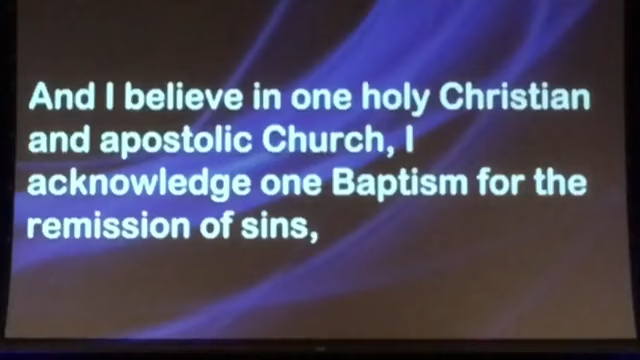 And I believe in one holy Christian
and apostolic Church, I
acknowledge one Baptism for the
remission of sins,